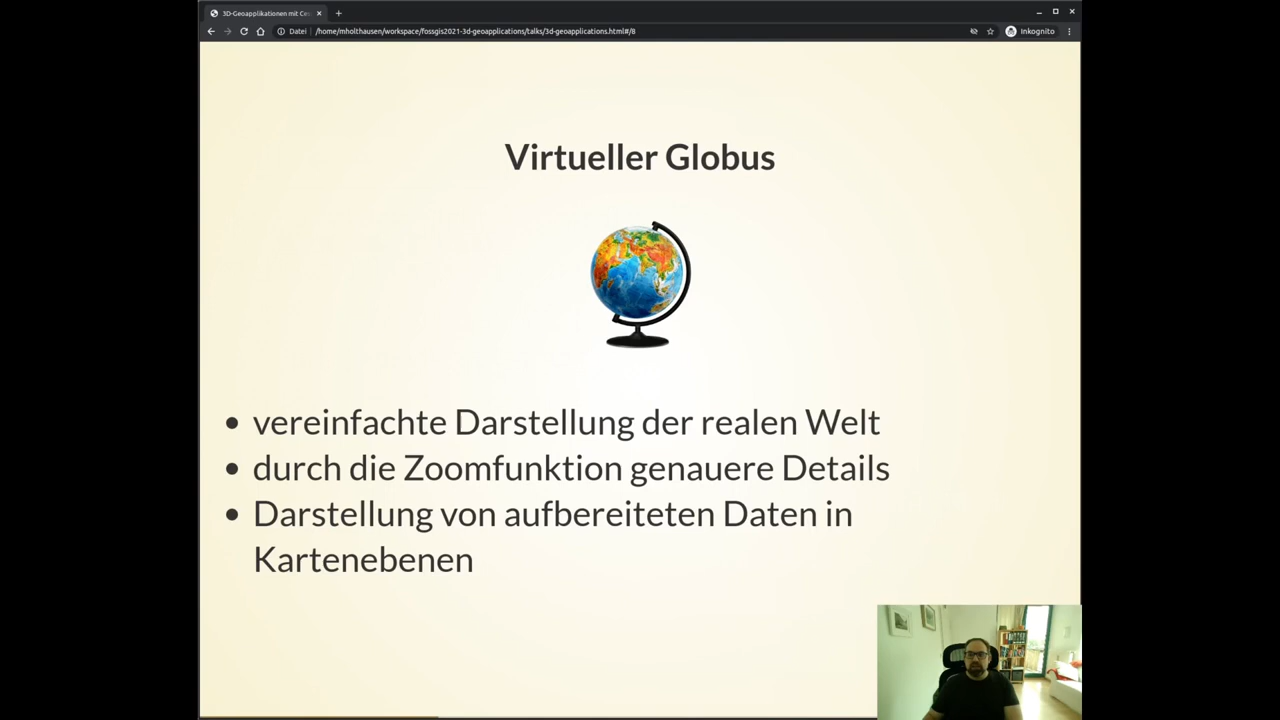 3D-Geoapplikationen mit Ces
Datei
/home/mholthausen/workspace/fossgis2021-3d-geoapplications/talks/3d-geoapplications.html#/8
Inkognito
Virtueller Globus
• vereinfachte Darstellung der realen Welt
• durch die Zoomfunktion genauere Details
• Darstellung von aufbereiteten Daten in
Kartenebenen